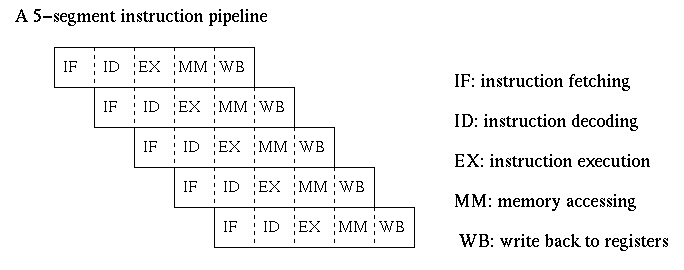 A 5-segment instruction pipeline
IF ID EX MM WB
IF ID EX MM WB
IF ID EX MM WB
IF ID EX MM WB
IF ID EX MM WB
IF: instruction fetching
ID: instruction decoding
EX: instruction execution
MM: memory accessing
WB: write back to registers